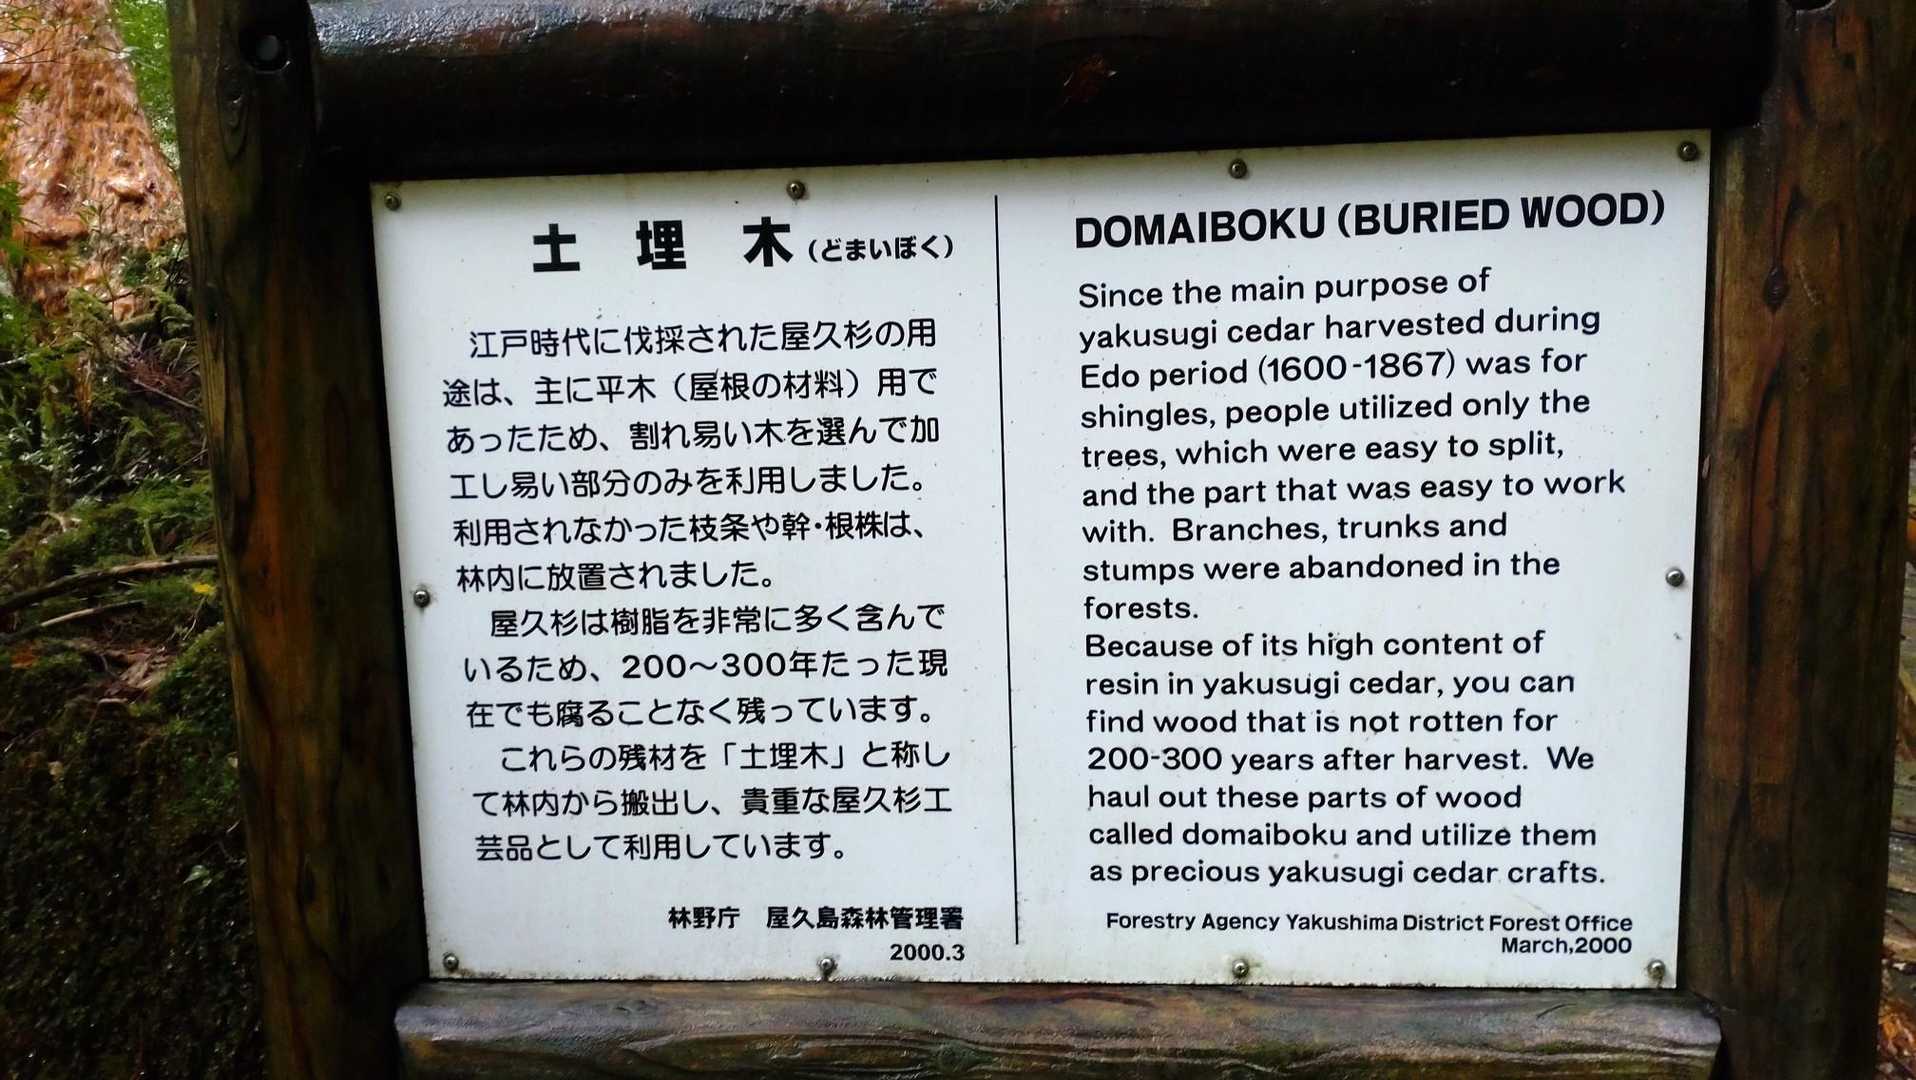 土 埋 木（どまいぼく）
江戸時代に伐採された屋久杉の用
途は、主に平木（屋根の材料）用で
あったため、割れ易い木を選んで加
工し易い部分のみを利用しました。
利用されなかった枝条や幹・根株は、
林内に放置されました。
屋久杉は樹脂を非常に多く含んで
いるため、200～300年たった現
在でも腐ることなく残っています。
これらの残材を「土埋木」と称し
て林内から搬出し、貴重な屋久杉工
芸品として利用しています。
林野庁 屋久島森林管理署
2000.3
DOMAIBOKU (BURIED WOOD)
Since the main purpose of
yakusugi cedar harvested during
Edo period (1600-1867) was for
shingles, people utilized only the
trees, which were easy to split,
and the part that was easy to work
with. Branches, trunks and
stumps were abandoned in the
forests.
Because of its high content of
resin in yakusugi cedar, you can
find wood that is not rotten for
200-300 years after harvest. We
haul out these parts of wood
called domaiboku and utilize them
as precious yakusugi cedar crafts.
Forestry Agency Yakushima District Forest Office
March,2000